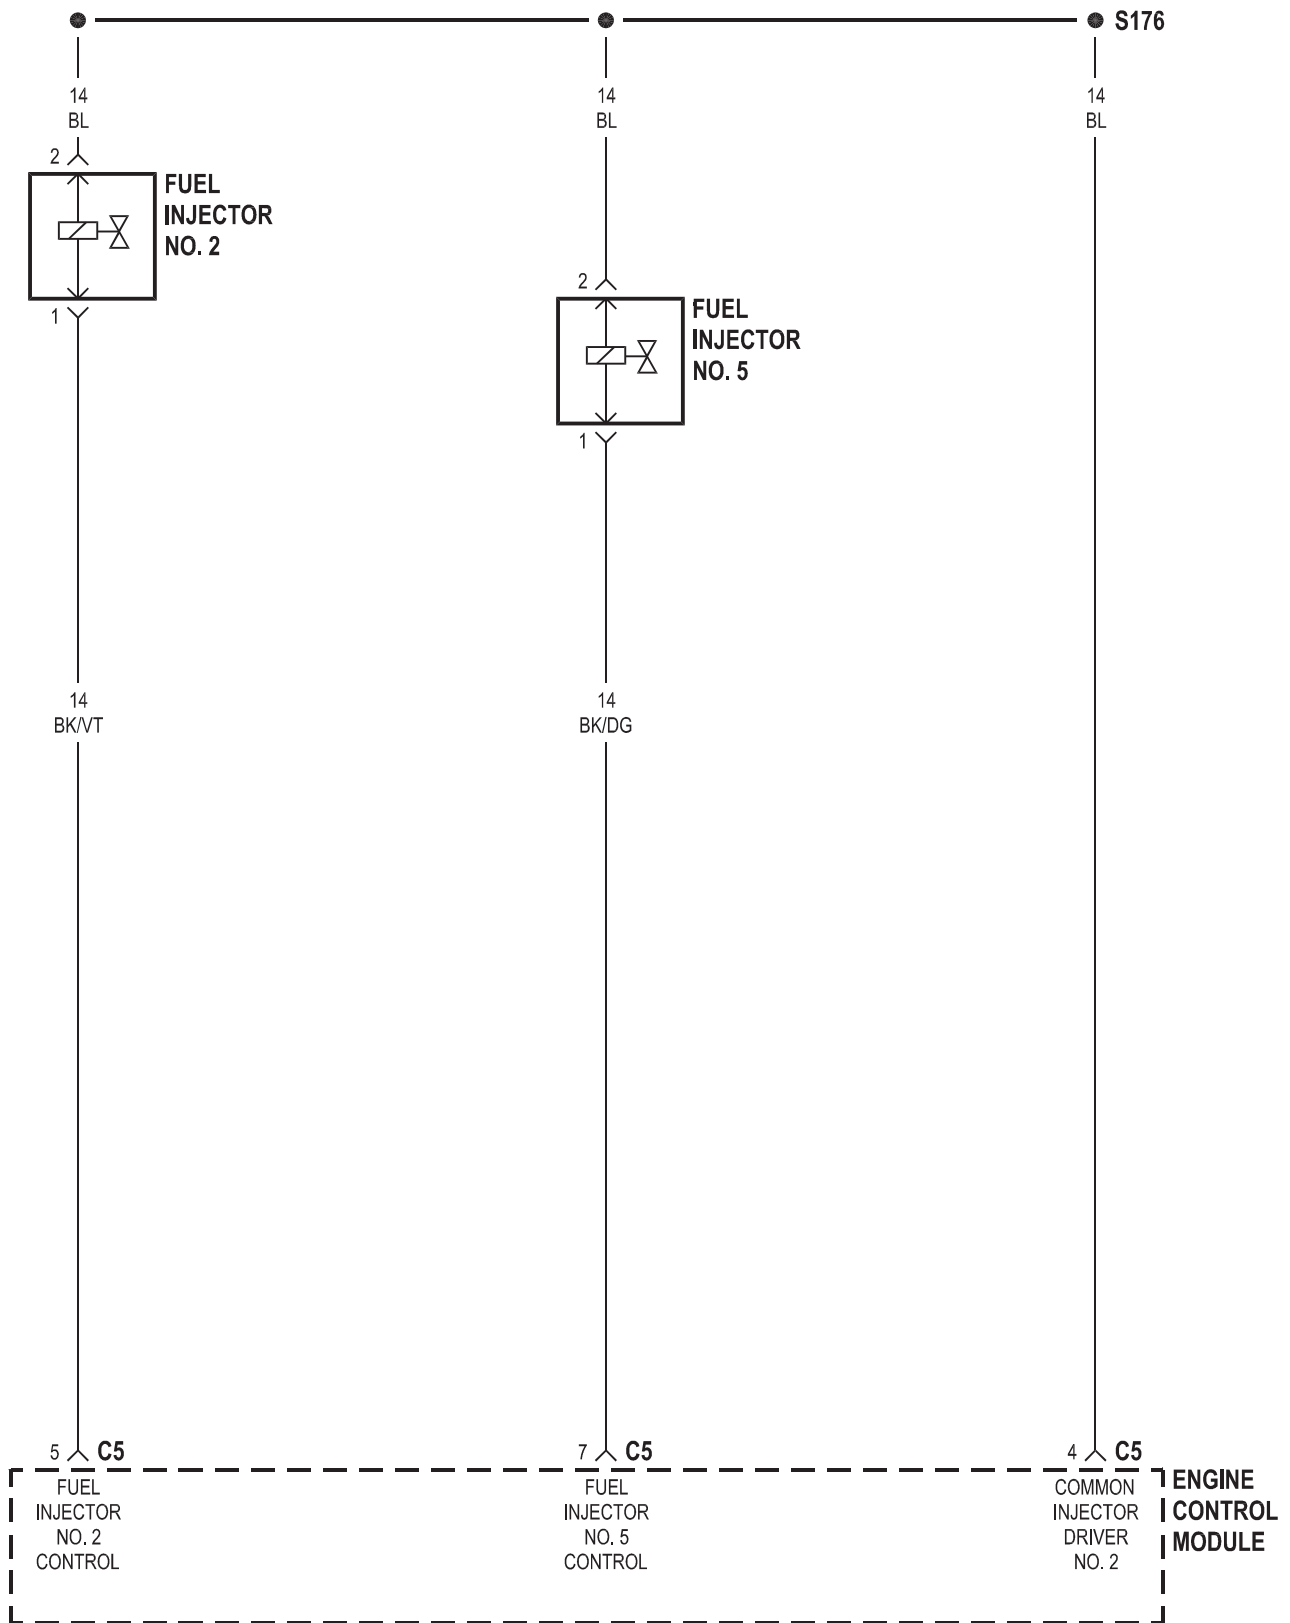 S176
14
BL
14
BL
14
BL
2
FUEL
INJECTOR
NO. 2
1
2
FUEL
INJECTOR
NO. 5
1
14
BK/VT
14
BK/DG
5
C5
7
C5
4
C5
FUEL
INJECTOR
NO. 2
CONTROL
FUEL
INJECTOR
NO. 5
CONTROL
COMMON
INJECTOR
DRIVER
NO. 2
ENGINE
CONTROL
MODULE